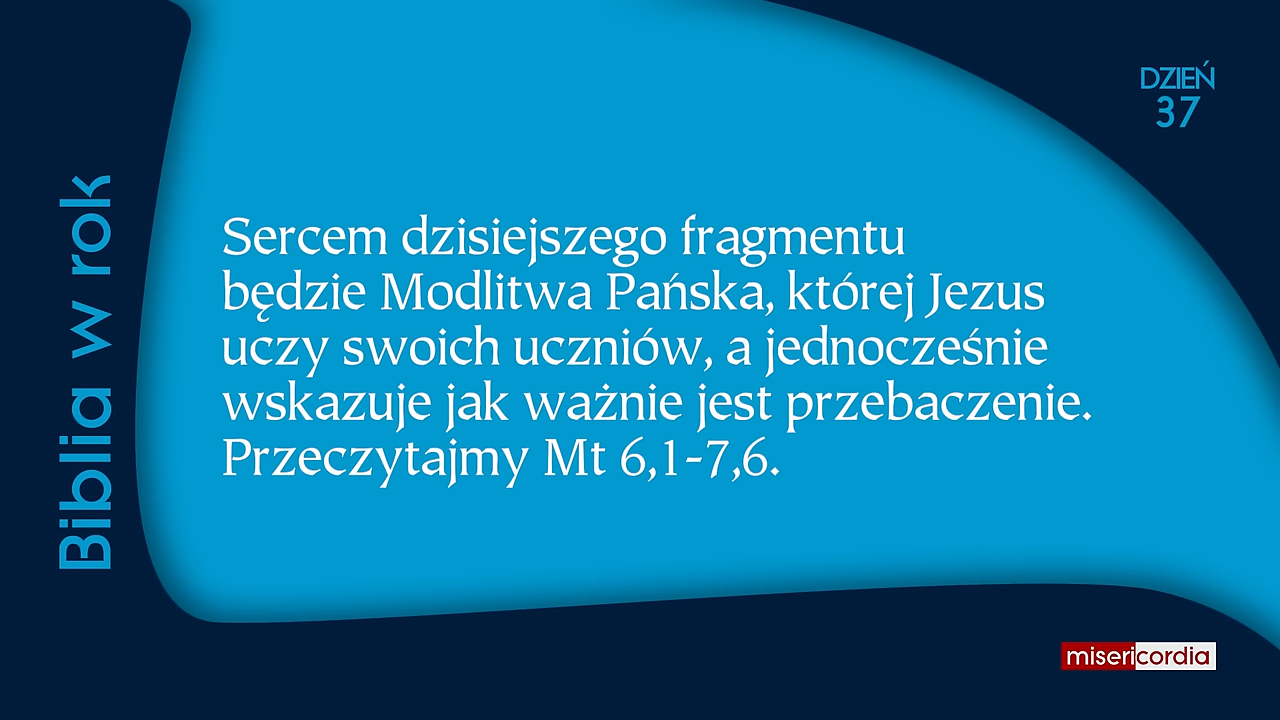 Biblia w rok
DZIEŃ
37
Sercem dzisiejszego fragmentu
będzie Modlitwa Pańska, której Jezus
uczy swoich uczniów, a jednocześnie
wskazuje jak ważnie jest przebaczenie.
Przeczytajmy Mt 6,1-7,6.
misericordia